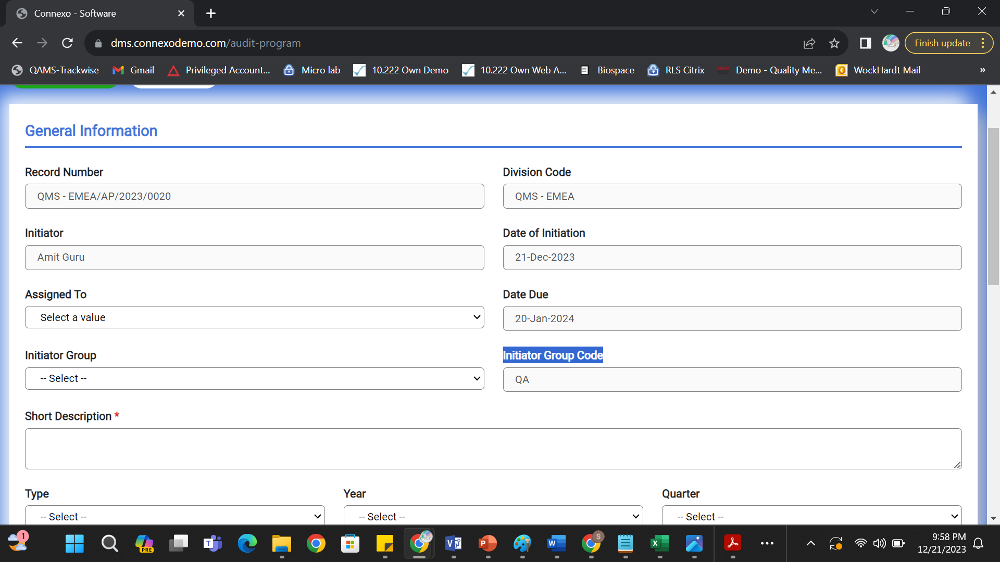 Connexo - Software
dms.connexodemo.com/audit-program
Finish update
QAMS-Trackwise
Gmail
Privileged Account...
Micro lab
10.222 Own Demo
10.222 Own Web A...
Biospace
RLS Citrix
Demo - Quality Me...
WockHardt Mail
»
General Information
Record Number
Division Code
QMS - EMEA/AP/2023/0020
QMS - EMEA
Initiator
Date of Initiation
Amit Guru
21-Dec-2023
Assigned To
Date Due
Select a value
20-Jan-2024
Initiator Group
Initiator Group Code
-- Select --
QA
Short Description *
Type
Year
Quarter
-- Select --
-- Select --
-- Select --
1
PRE
T
V
P
W
S
X
9:58 PM
12/21/2023